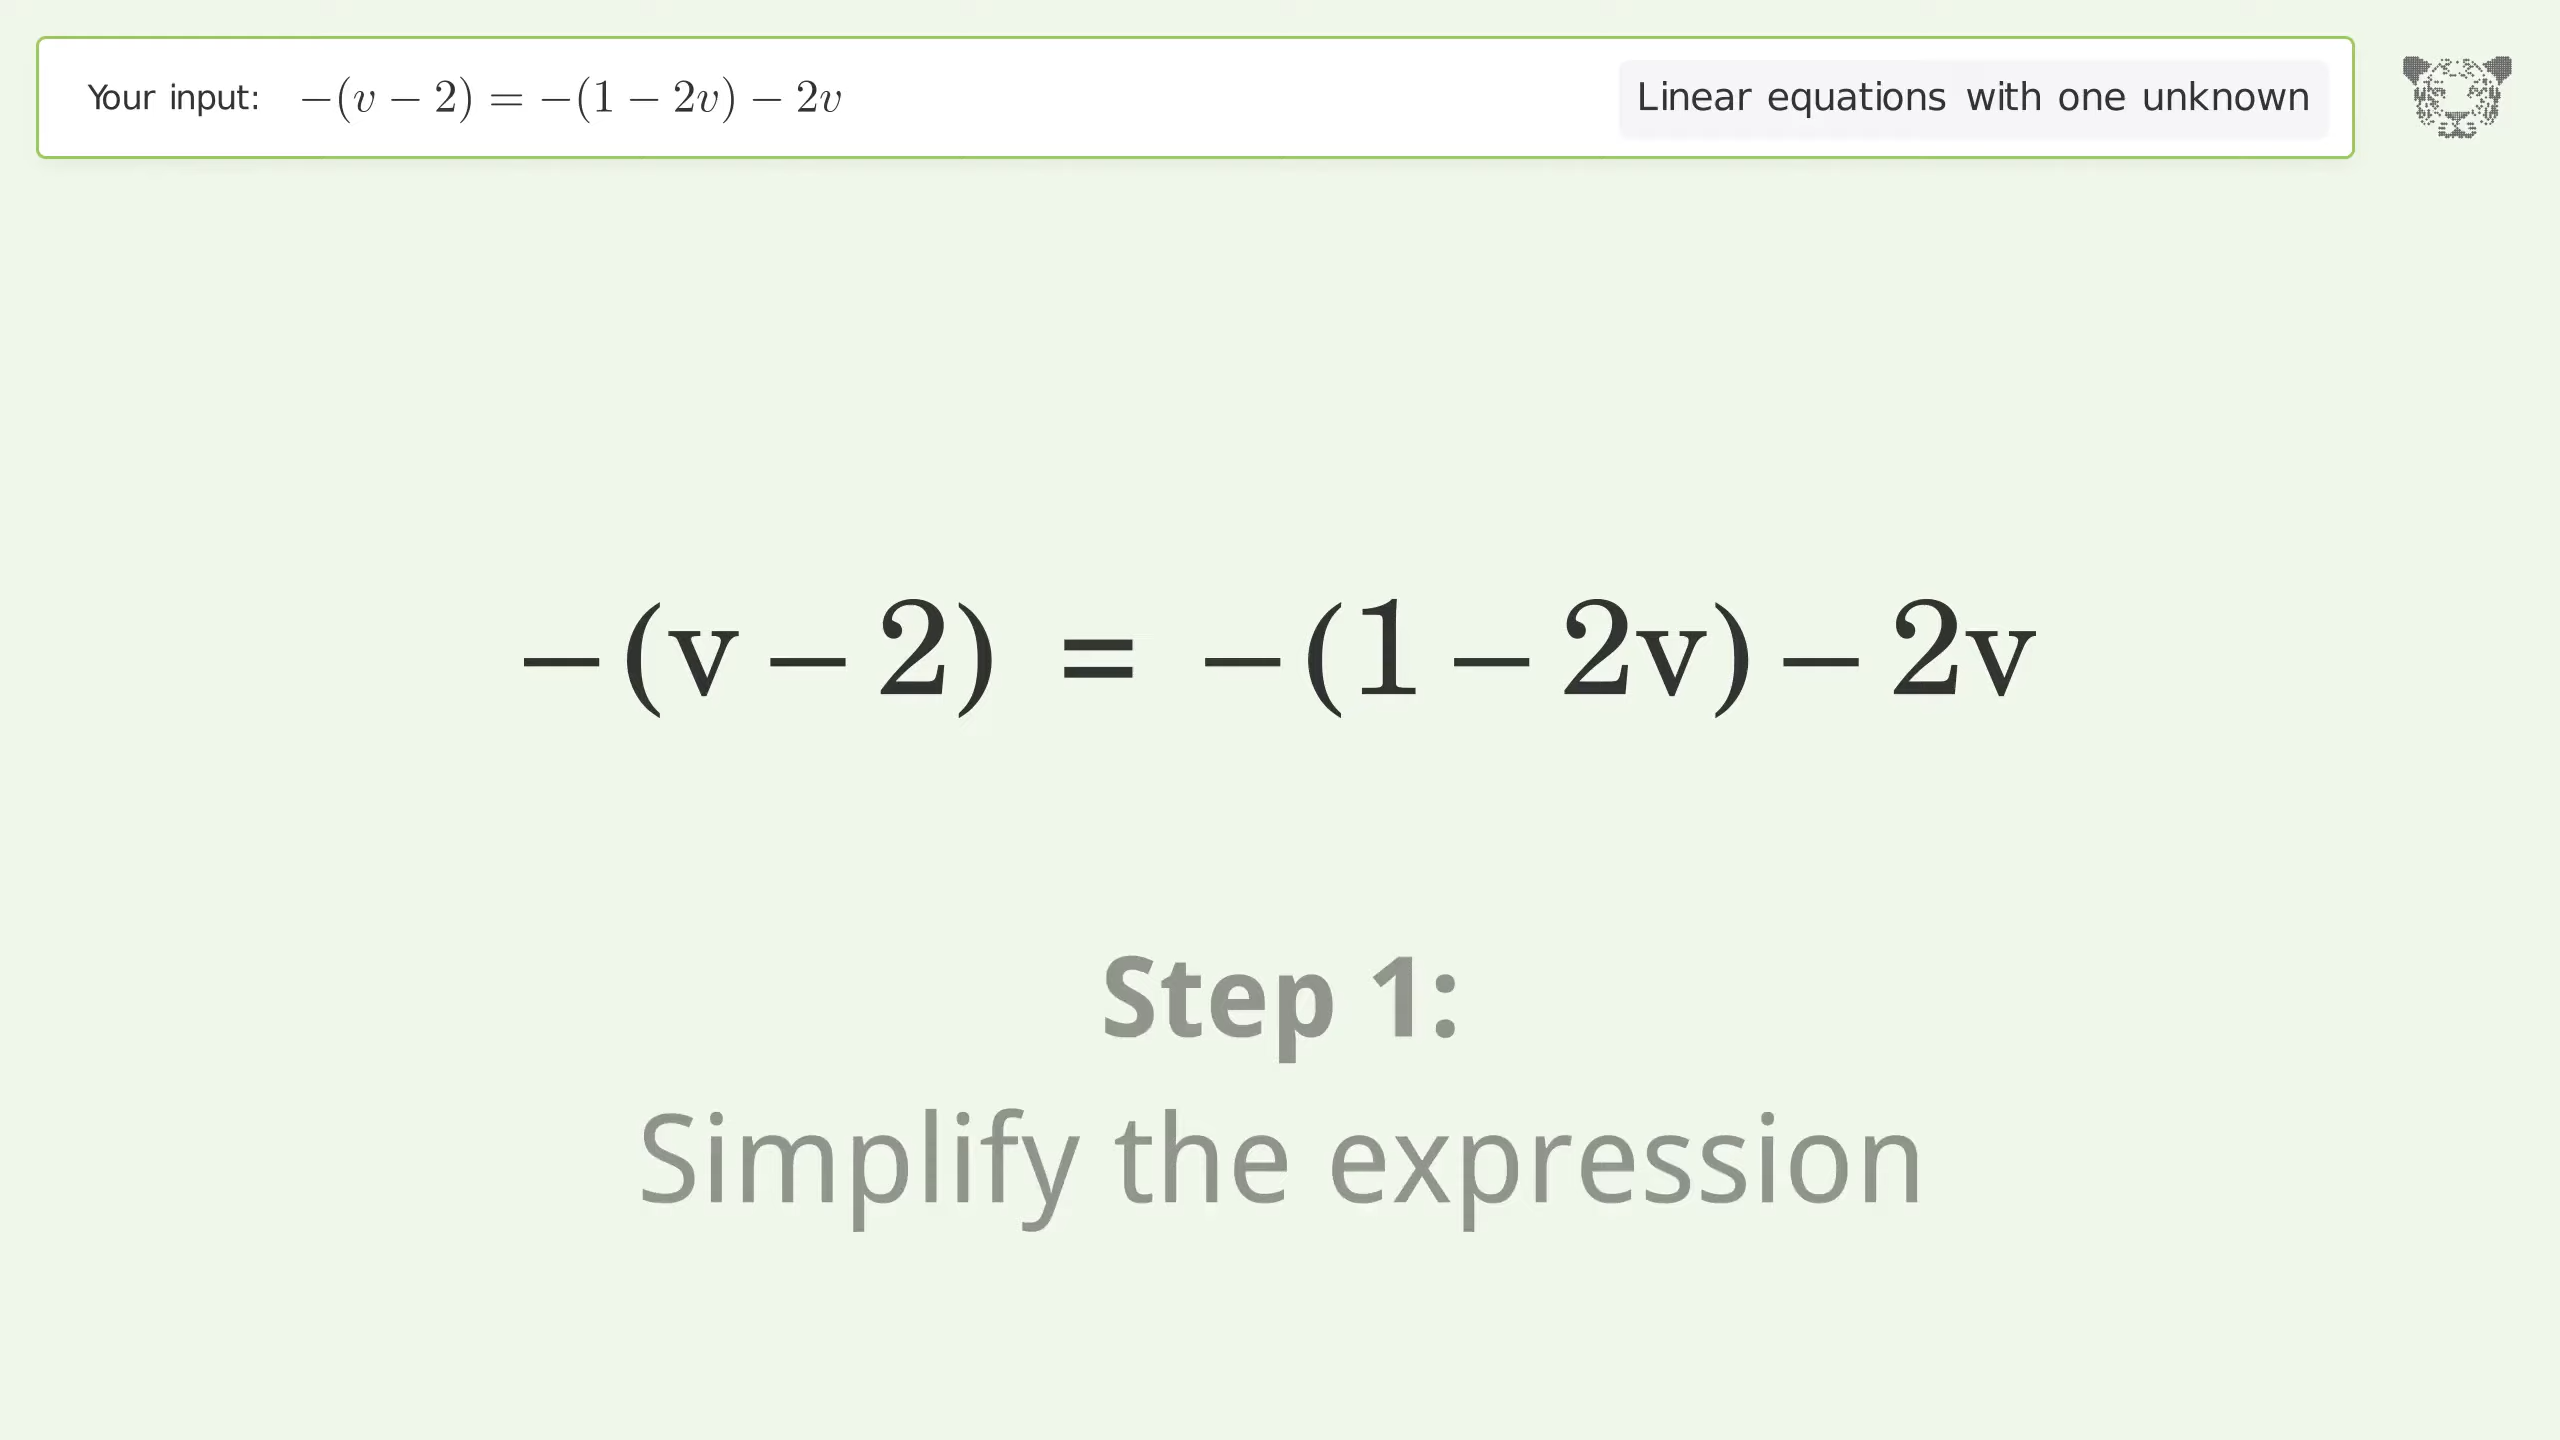 Your input: −(v − 2) = −(1 − 2v) − 2v
Linear equations with one unknown
−(v − 2) = −(1 − 2v) − 2v
Step 1:
Simplify the expression